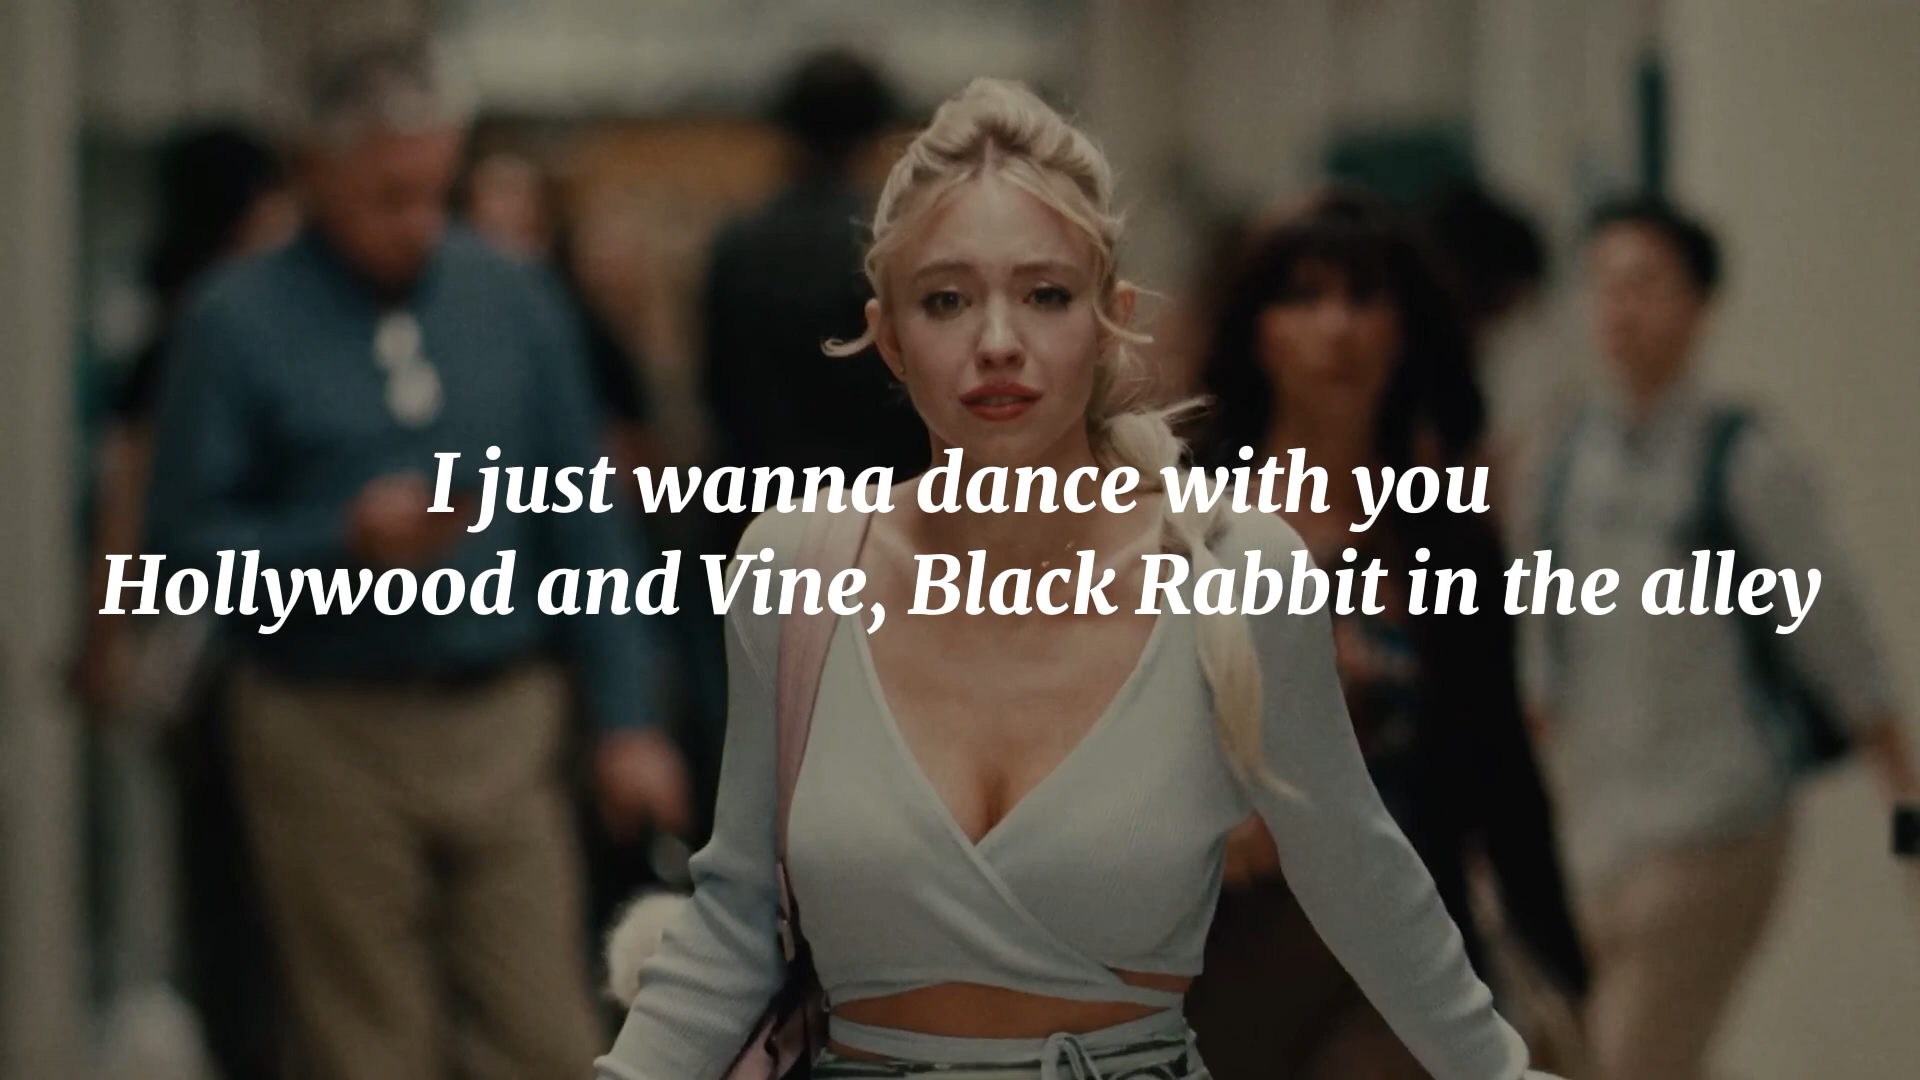 I just wanna dance with you
Hollywood and Vine, Black Rabbit in the alley